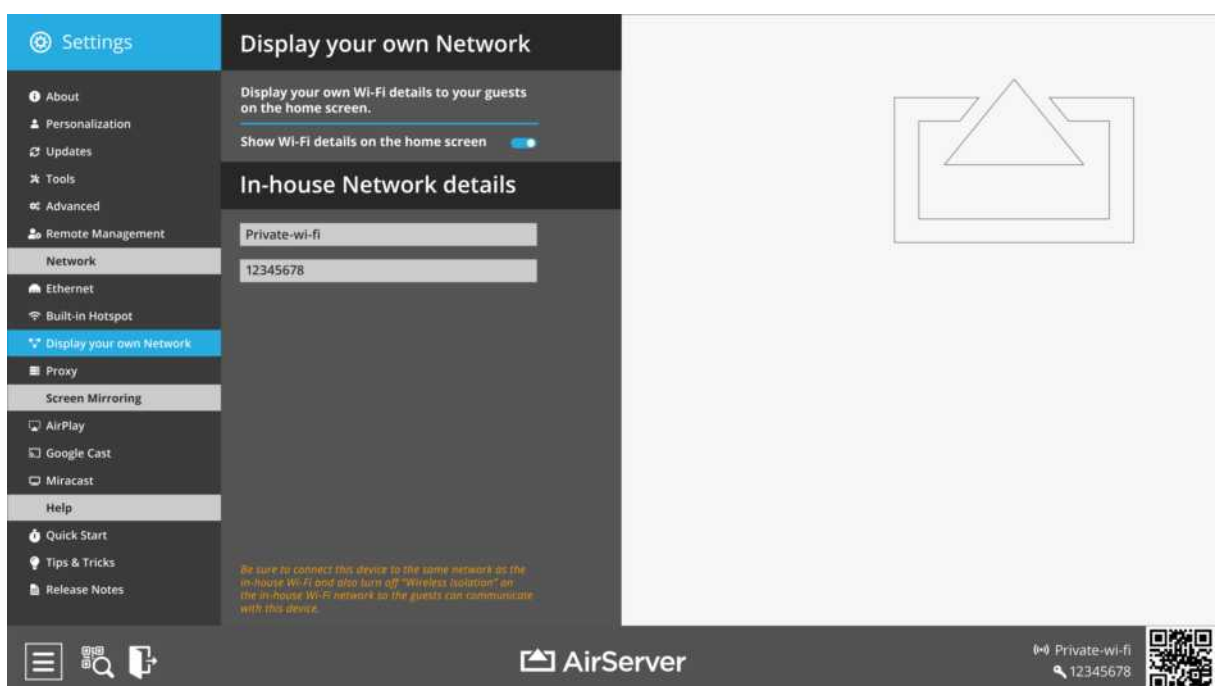 Settings
About
Personalization
Updates
Tools
Advanced
Remote Management
Network
Ethernet
Built-in Hotspot
Display your own Network
Proxy
Screen Mirroring
AirPlay
Google Cast
Miracast
Help
Quick Start
Tips & Tricks
Release Notes
Display your own Network
Display your own Wi-Fi details to your guests
on the home screen.
Show Wi-Fi details on the home screen
In-house Network details
Private-wi-fi
12345678
Be sure to connect this device to the same network as the
in-house Wi-Fi and also turn off "Wireless Isolation" on
the in-house Wi-Fi network so the guests can communicate
with this device.
AirServer
Private-wi-fi
12345678